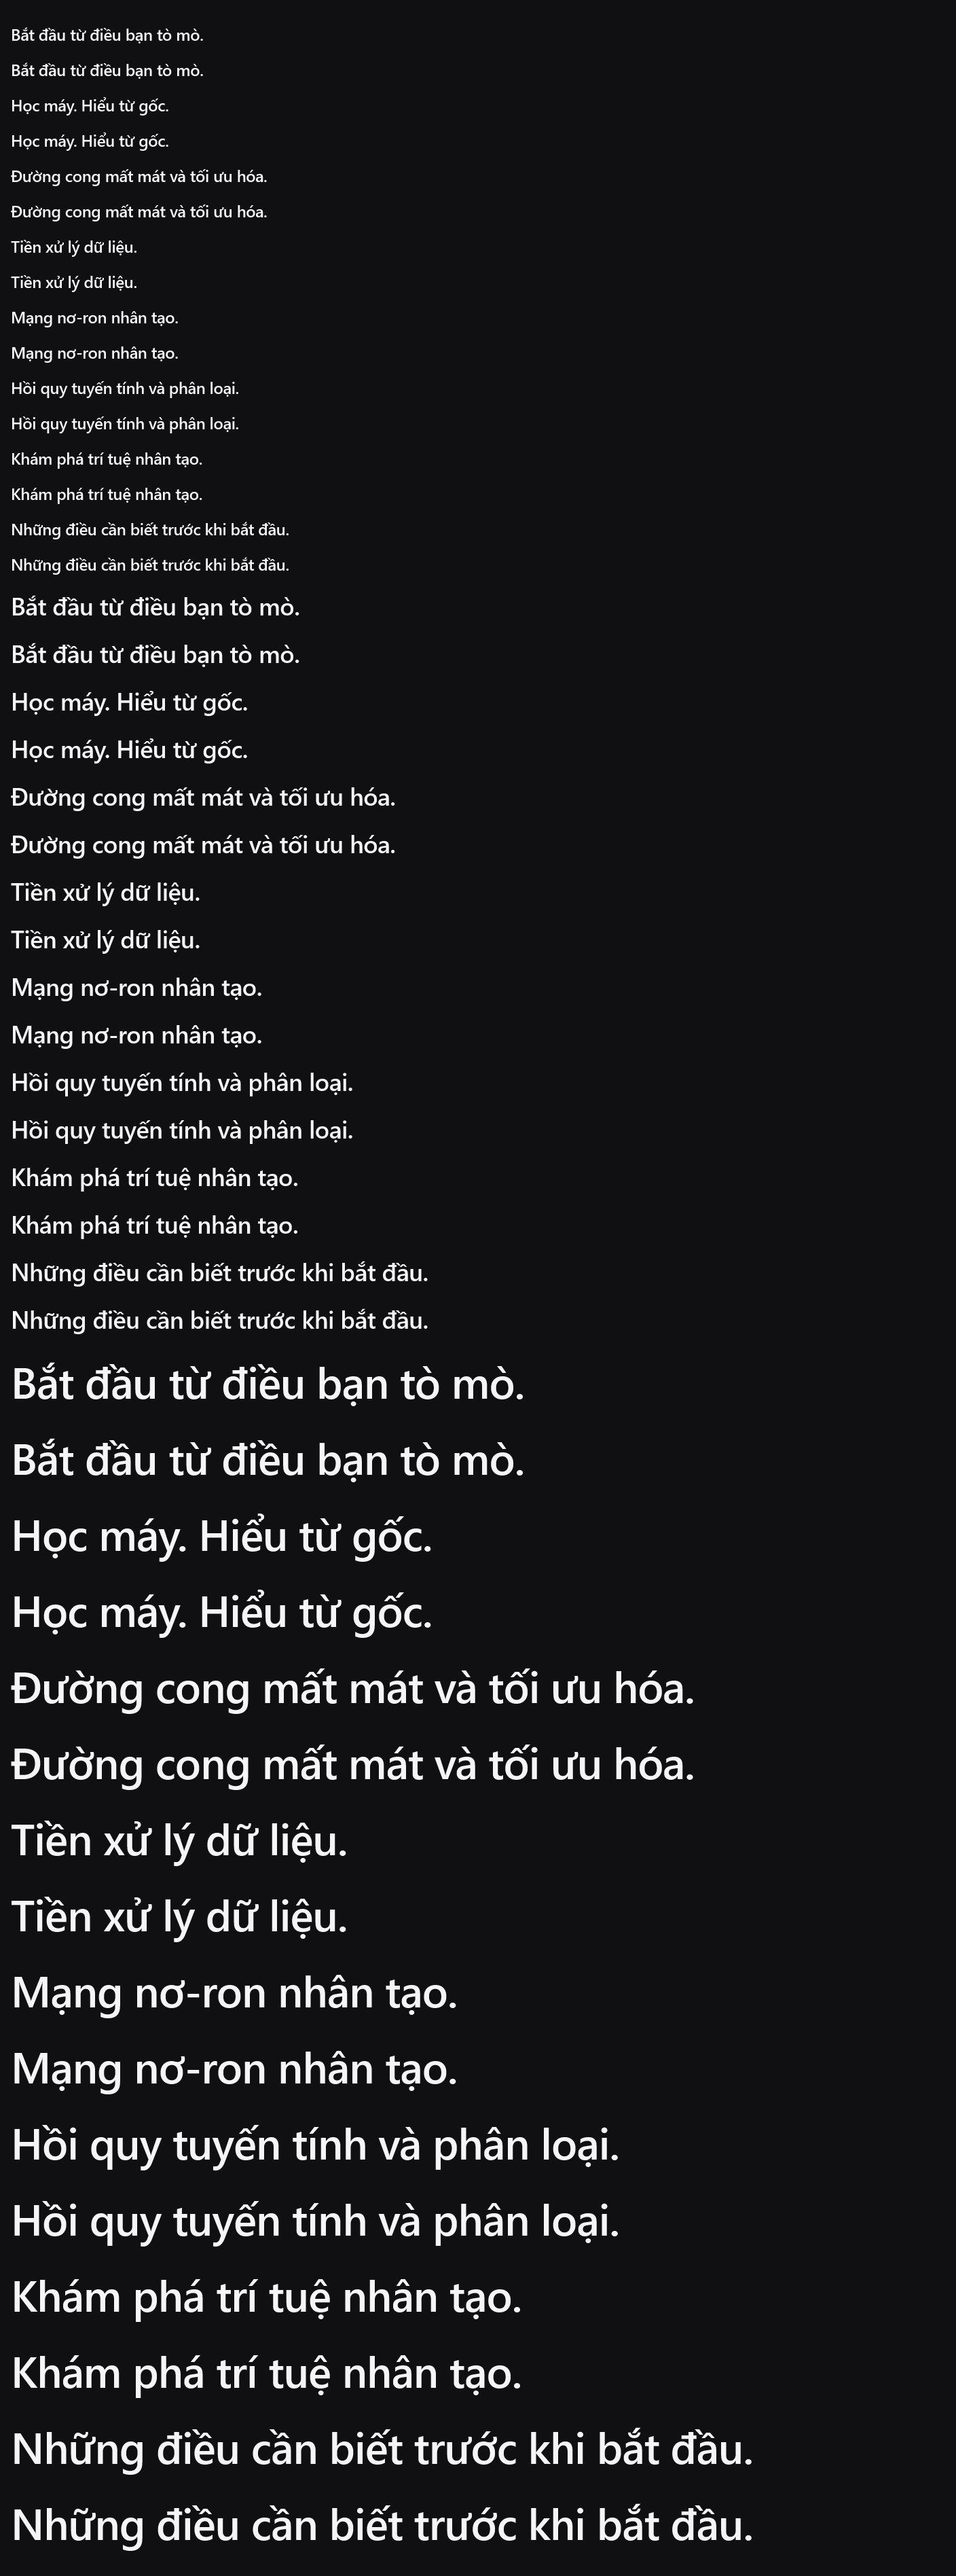 Bắt đầu từ điều bạn tò mò.
Bắt đầu từ điều bạn tò mò.
Học máy. Hiểu từ gốc.
Học máy. Hiểu từ gốc.
Đường cong mất mát và tối ưu hóa.
Đường cong mất mát và tối ưu hóa.
Tiền xử lý dữ liệu.
Tiền xử lý dữ liệu.
Mạng nơ-ron nhân tạo.
Mạng nơ-ron nhân tạo.
Hồi quy tuyến tính và phân loại.
Hồi quy tuyến tính và phân loại.
Khám phá trí tuệ nhân tạo.
Khám phá trí tuệ nhân tạo.
Những điều cần biết trước khi bắt đầu.
Những điều cần biết trước khi bắt đầu.
Bắt đầu từ điều bạn tò mò.
Bắt đầu từ điều bạn tò mò.
Học máy. Hiểu từ gốc.
Học máy. Hiểu từ gốc.
Đường cong mất mát và tối ưu hóa.
Đường cong mất mát và tối ưu hóa.
Tiền xử lý dữ liệu.
Tiền xử lý dữ liệu.
Mạng nơ-ron nhân tạo.
Mạng nơ-ron nhân tạo.
Hồi quy tuyến tính và phân loại.
Hồi quy tuyến tính và phân loại.
Khám phá trí tuệ nhân tạo.
Khám phá trí tuệ nhân tạo.
Những điều cần biết trước khi bắt đầu.
Những điều cần biết trước khi bắt đầu.
Bắt đầu từ điều bạn tò mò.
Bắt đầu từ điều bạn tò mò.
Học máy. Hiểu từ gốc.
Học máy. Hiểu từ gốc.
Đường cong mất mát và tối ưu hóa.
Đường cong mất mát và tối ưu hóa.
Tiền xử lý dữ liệu.
Tiền xử lý dữ liệu.
Mạng nơ-ron nhân tạo.
Mạng nơ-ron nhân tạo.
Hồi quy tuyến tính và phân loại.
Hồi quy tuyến tính và phân loại.
Khám phá trí tuệ nhân tạo.
Khám phá trí tuệ nhân tạo.
Những điều cần biết trước khi bắt đầu.
Những điều cần biết trước khi bắt đầu.